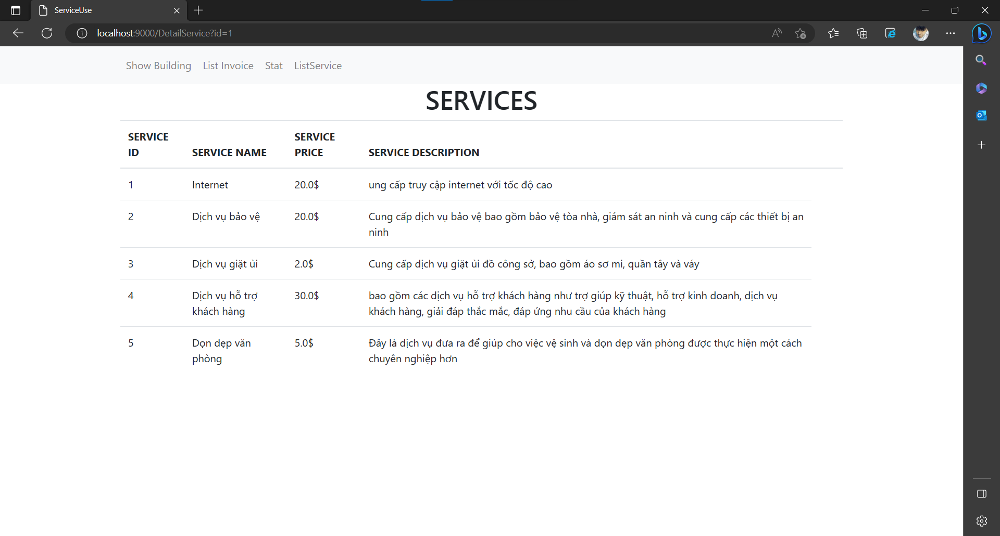 ServiceUse
localhost:9000/DetailService?id=1
Show Building List Invoice Stat ListService
SERVICES
SERVICE ID SERVICE NAME SERVICE PRICE SERVICE DESCRIPTION
1 Internet 20.0$ ung cấp truy cập internet với tốc độ cao
2 Dịch vụ bảo vệ 20.0$ Cung cấp dịch vụ bảo vệ bao gồm bảo vệ tòa nhà, giám sát an ninh và cung cấp các thiết bị an
ninh
3 Dịch vụ giặt ủi 2.0$ Cung cấp dịch vụ giặt ủi đồ công sở, bao gồm áo sơ mi, quần tây và váy
4 Dịch vụ hỗ trợ 30.0$ bao gồm các dịch vụ hỗ trợ khách hàng như trợ giúp kỹ thuật, hỗ trợ kinh doanh, dịch vụ
khách hàng khách hàng, giải đáp thắc mắc, đáp ứng nhu cầu của khách hàng
5 Dọn dẹp văn 5.0$ Đây là dịch vụ đưa ra để giúp cho việc vệ sinh và dọn dẹp văn phòng được thực hiện một cách
phòng chuyên nghiệp hơn